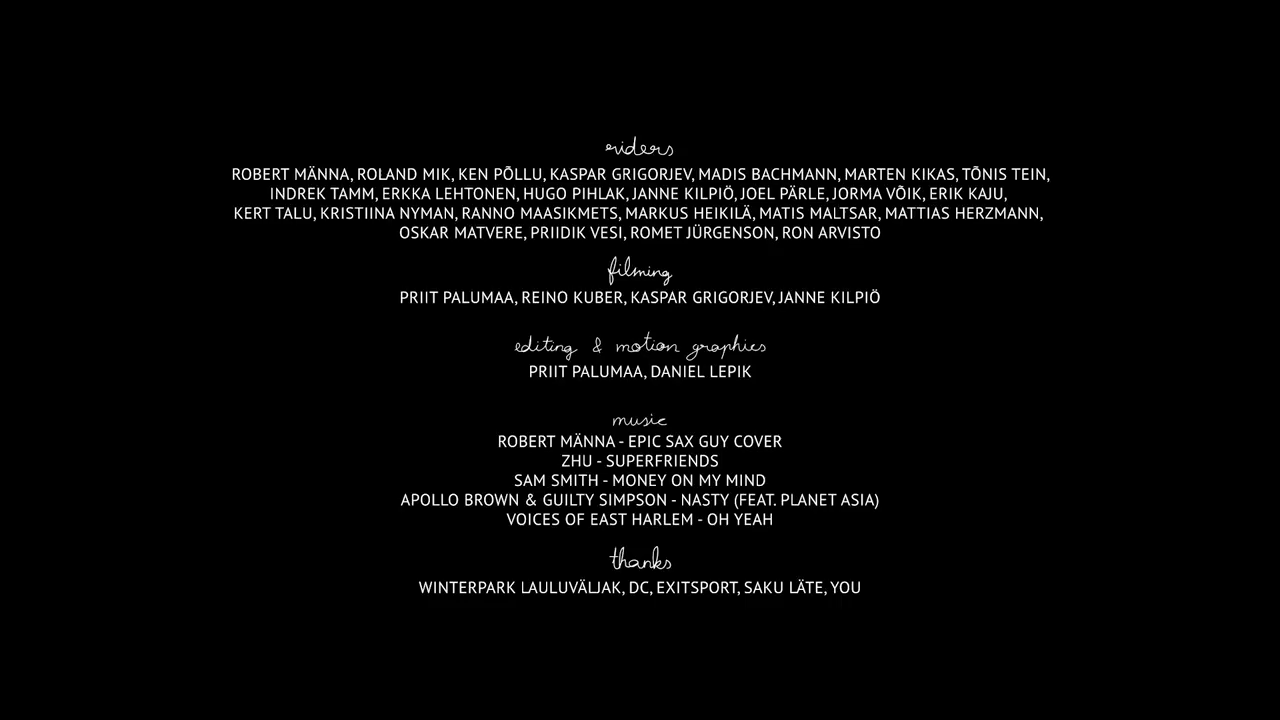 riders
ROBERT MÄNNA, ROLAND MIK, KEN PÕLLU, KASPAR GRIGORJEV, MADIS BACHMANN, MARTEN KIKAS, TÕNIS TEIN,
INDREK TAMM, ERKKA LEHTONEN, HUGO PIHLAK, JANNE KILPIÖ, JOEL PÄRLE, JORMA VÕIK, ERIK KAJU,
KERT TALU, KRISTIINA NYMAN, RANNO MAASIKMETS, MARKUS HEIKILÄ, MATIS MALTSAR, MATTIAS HERZMANN,
OSKAR MATVERE, PRIIDIK VESI, ROMET JÜRGENSON, RON ARVISTO
filming
PRIIT PALUMAA, REINO KUBER, KASPAR GRIGORJEV, JANNE KILPIÖ
editing & motion graphics
PRIIT PALUMAA, DANIEL LEPIK
music
ROBERT MÄNNA - EPIC SAX GUY COVER
ZHU - SUPERFRIENDS
SAM SMITH - MONEY ON MY MIND
APOLLO BROWN & GUILTY SIMPSON - NASTY (FEAT. PLANET ASIA)
VOICES OF EAST HARLEM - OH YEAH
thanks
WINTERPARK LAULUVÄLJAK, DC, EXITSPORT, SAKU LÄTE, YOU